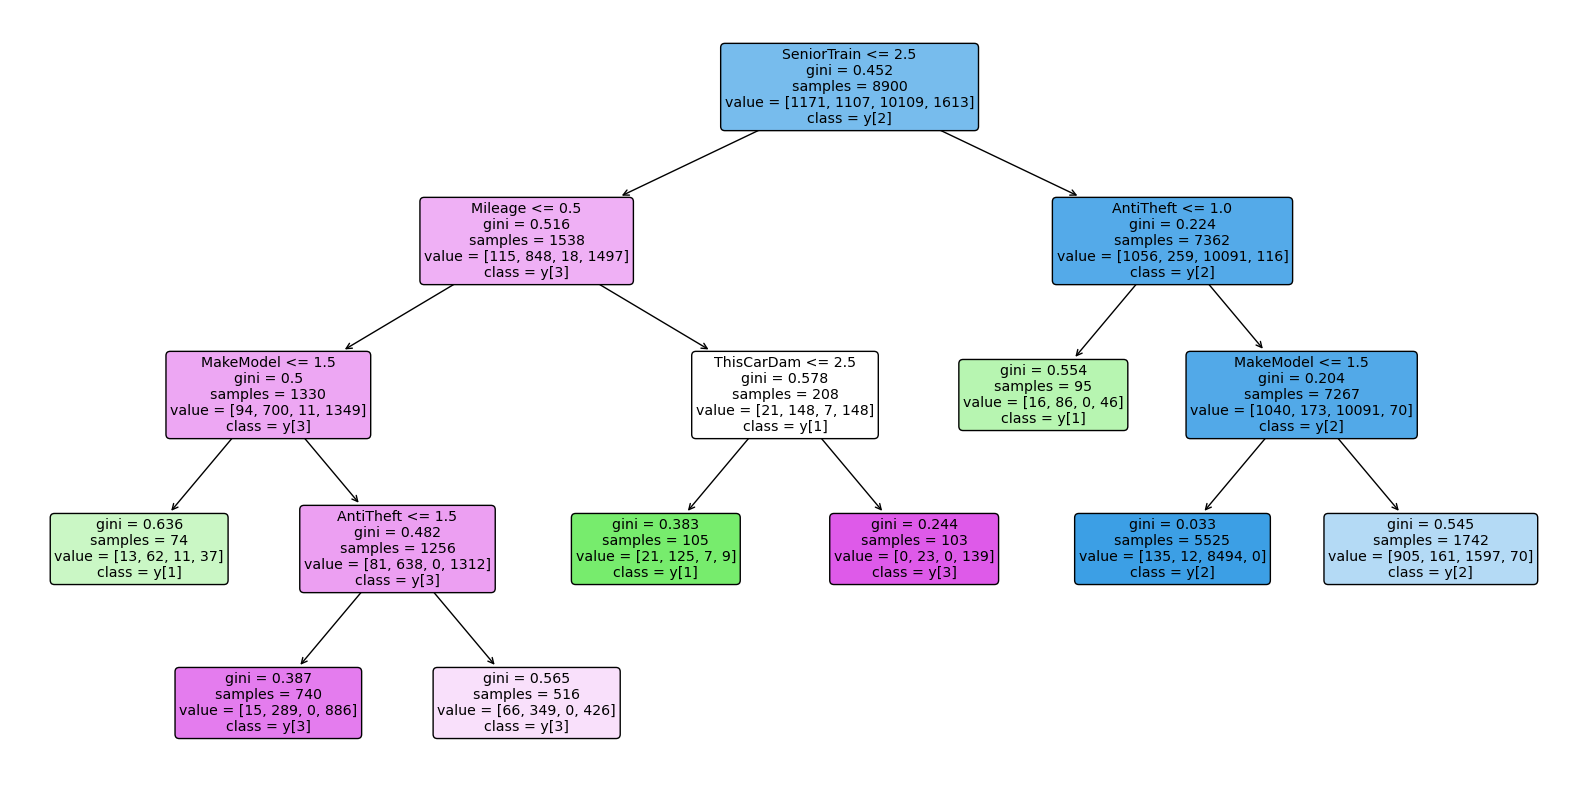 SeniorTrain <= 2.5
gini = 0.452
samples = 8900
value = [1171, 1107, 10109, 1613]
class = y[2]
Mileage <= 0.5
gini = 0.516
samples = 1538
value = [115, 848, 18, 1497]
class = y[3]
AntiTheft <= 1.0
gini = 0.224
samples = 7362
value = [1056, 259, 10091, 116]
class = y[2]
MakeModel <= 1.5
gini = 0.5
samples = 1330
value = [94, 700, 11, 1349]
class = y[3]
ThisCarDam <= 2.5
gini = 0.578
samples = 208
value = [21, 148, 7, 148]
class = y[1]
gini = 0.554
samples = 95
value = [16, 86, 0, 46]
class = y[1]
MakeModel <= 1.5
gini = 0.204
samples = 7267
value = [1040, 173, 10091, 70]
class = y[2]
gini = 0.636
samples = 74
value = [13, 62, 11, 37]
class = y[1]
AntiTheft <= 1.5
gini = 0.482
samples = 1256
value = [81, 638, 0, 1312]
class = y[3]
gini = 0.383
samples = 105
value = [21, 125, 7, 9]
class = y[1]
gini = 0.244
samples = 103
value = [0, 23, 0, 139]
class = y[3]
gini = 0.033
samples = 5525
value = [135, 12, 8494, 0]
class = y[2]
gini = 0.545
samples = 1742
value = [905, 161, 1597, 70]
class = y[2]
gini = 0.387
samples = 740
value = [15, 289, 0, 886]
class = y[3]
gini = 0.565
samples = 516
value = [66, 349, 0, 426]
class = y[3]